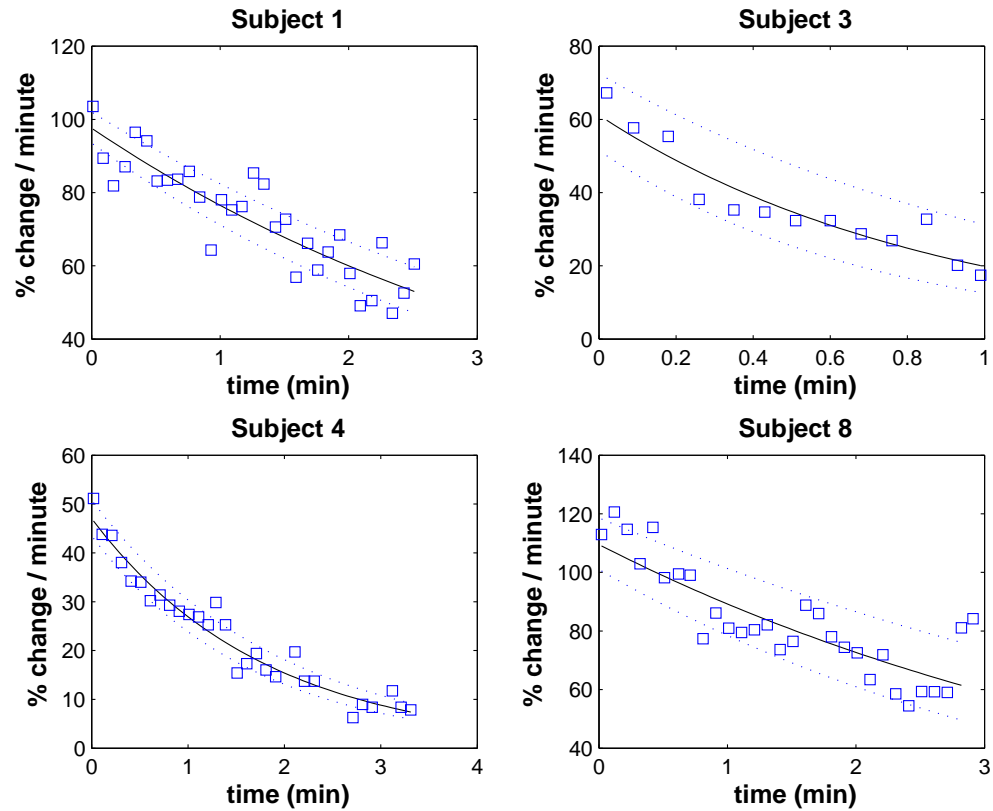 Subject 1
120
100
80
60
40
% change / minute
0 1 2 3
time (min)
Subject 3
80
60
40
20
0
% change / minute
0 0.2 0.4 0.6 0.8 1
time (min)
Subject 4
60
50
40
30
20
10
0
% change / minute
0 1 2 3 4
time (min)
Subject 8
140
120
100
80
60
40
% change / minute
0 1 2 3
time (min)